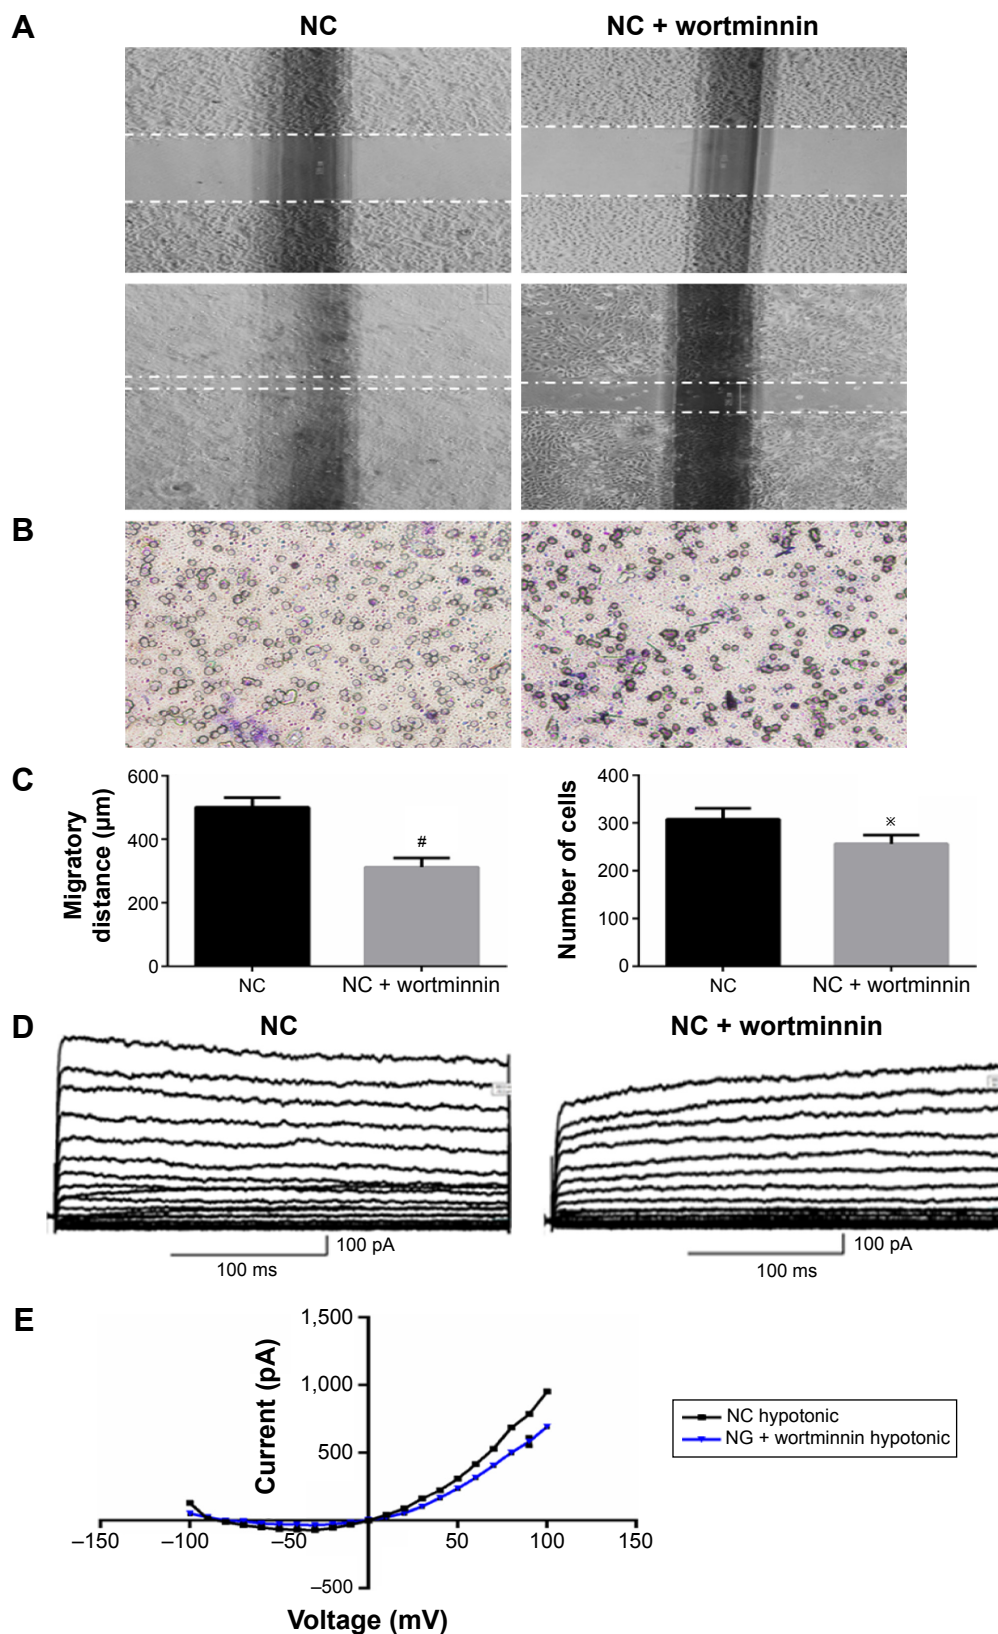 A
NC
NC + wortminnin
B
C
600
400
200
0
Migratory
distance (µm)
#
NC
NC + wortminnin
400
300
200
100
0
Number of cells
※
NC
NC + wortminnin
D
NC
NC + wortminnin
100 pA
100 ms
100 pA
100 ms
E
1,500
1,000
500
–500
Current (pA)
–150
–100
–50
50
100
150
Voltage (mV)
NC hypotonic
NG + wortminnin hypotonic